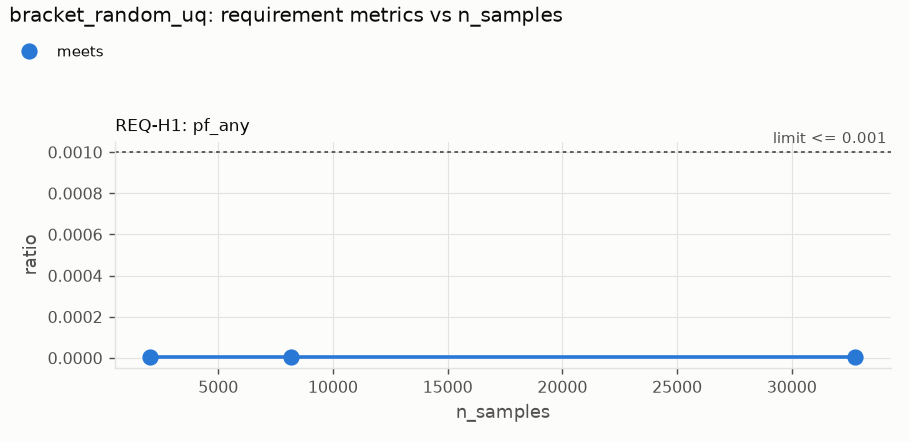 bracket_random_uq: requirement metrics vs n_samples
meets
REQ-H1: pf_any
limit <= 0.001
0.0010
0.0008
0.0006
0.0004
0.0002
0.0000
ratio
5000 10000 15000 20000 25000 30000
n_samples